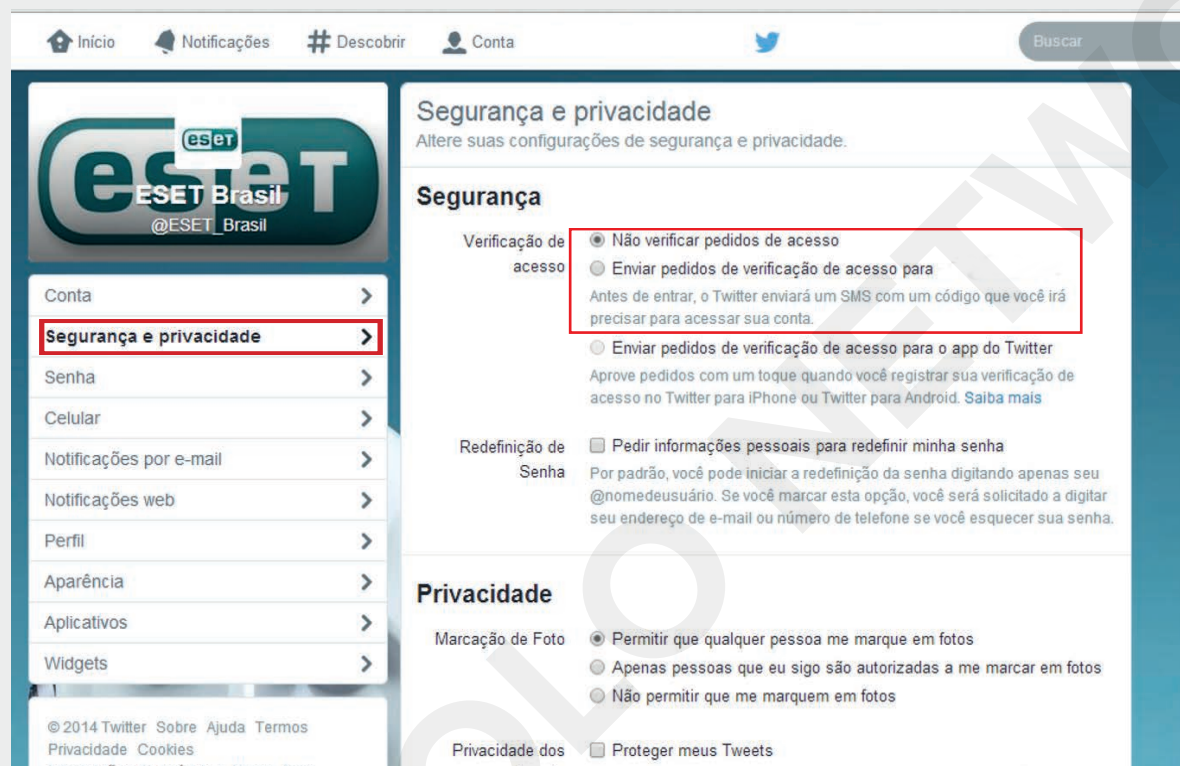 Início Notificações Descobrir Conta Buscar
eset
eset
ESET Brasil
@ESET_Brasil
Conta
Segurança e privacidade
Senha
Celular
Notificações por e-mail
Notificações web
Perfil
Aparência
Aplicativos
Widgets
© 2014 Twitter Sobre Ajuda Termos
Privacidade Cookies
Segurança e privacidade
Altere suas configurações de segurança e privacidade.
Segurança
Verificação de
acesso
Não verificar pedidos de acesso
Enviar pedidos de verificação de acesso para
Antes de entrar, o Twitter enviará um SMS com um código que você irá
precisar para acessar sua conta.
Enviar pedidos de verificação de acesso para o app do Twitter
Aprove pedidos com um toque quando você registrar sua verificação de
acesso no Twitter para iPhone ou Twitter para Android. Saiba mais
Redefinição de
Senha
Pedir informações pessoais para redefinir minha senha
Por padrão, você pode iniciar a redefinição da senha digitando apenas seu
@nomedeusuário. Se você marcar esta opção, você será solicitado a digitar
seu endereço de e-mail ou número de telefone se você esquecer sua senha.
Privacidade
Marcação de Foto
Permitir que qualquer pessoa me marque em fotos
Apenas pessoas que eu sigo são autorizadas a me marcar em fotos
Não permitir que me marquem em fotos
Privacidade dos
Proteger meus Tweets